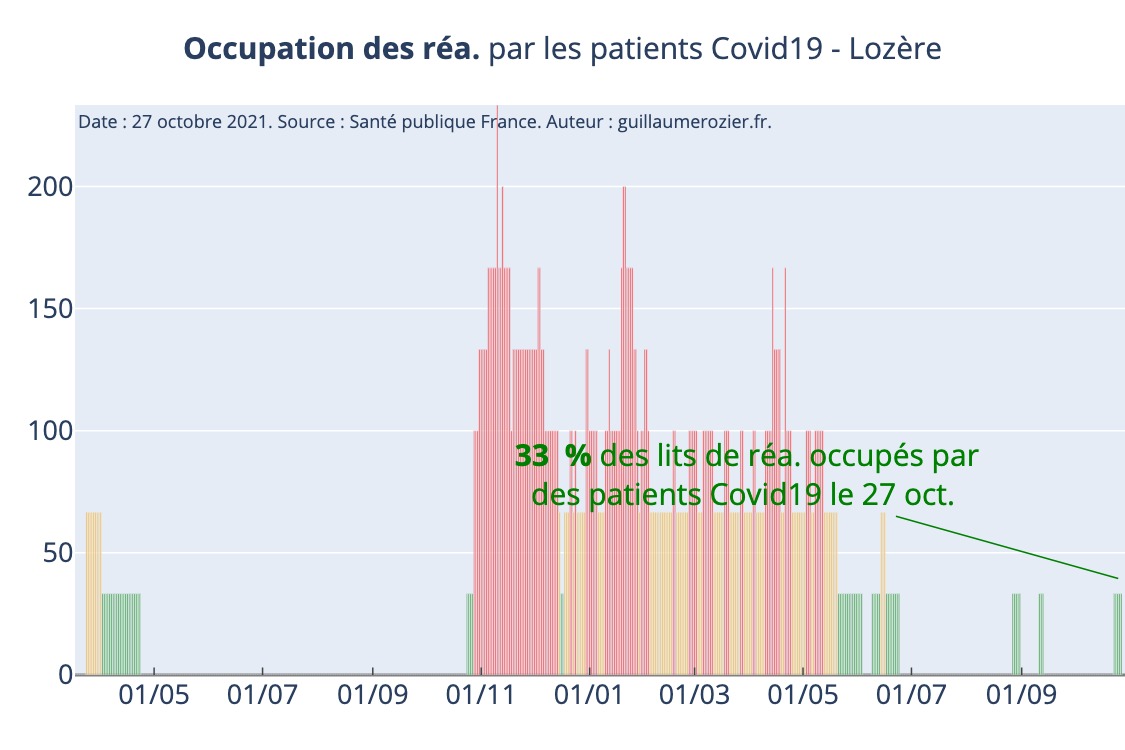 Occupation des réa. par les patients Covid19 - Lozère
Date : 27 octobre 2021. Source : Santé publique France. Auteur : guillaumerozier.fr.
200
150
100
33 % des lits de réa. occupés par
des patients Covid19 le 27 oct.
50
0
01/05 01/07 01/09 01/11 01/01 01/03 01/05 01/07 01/09